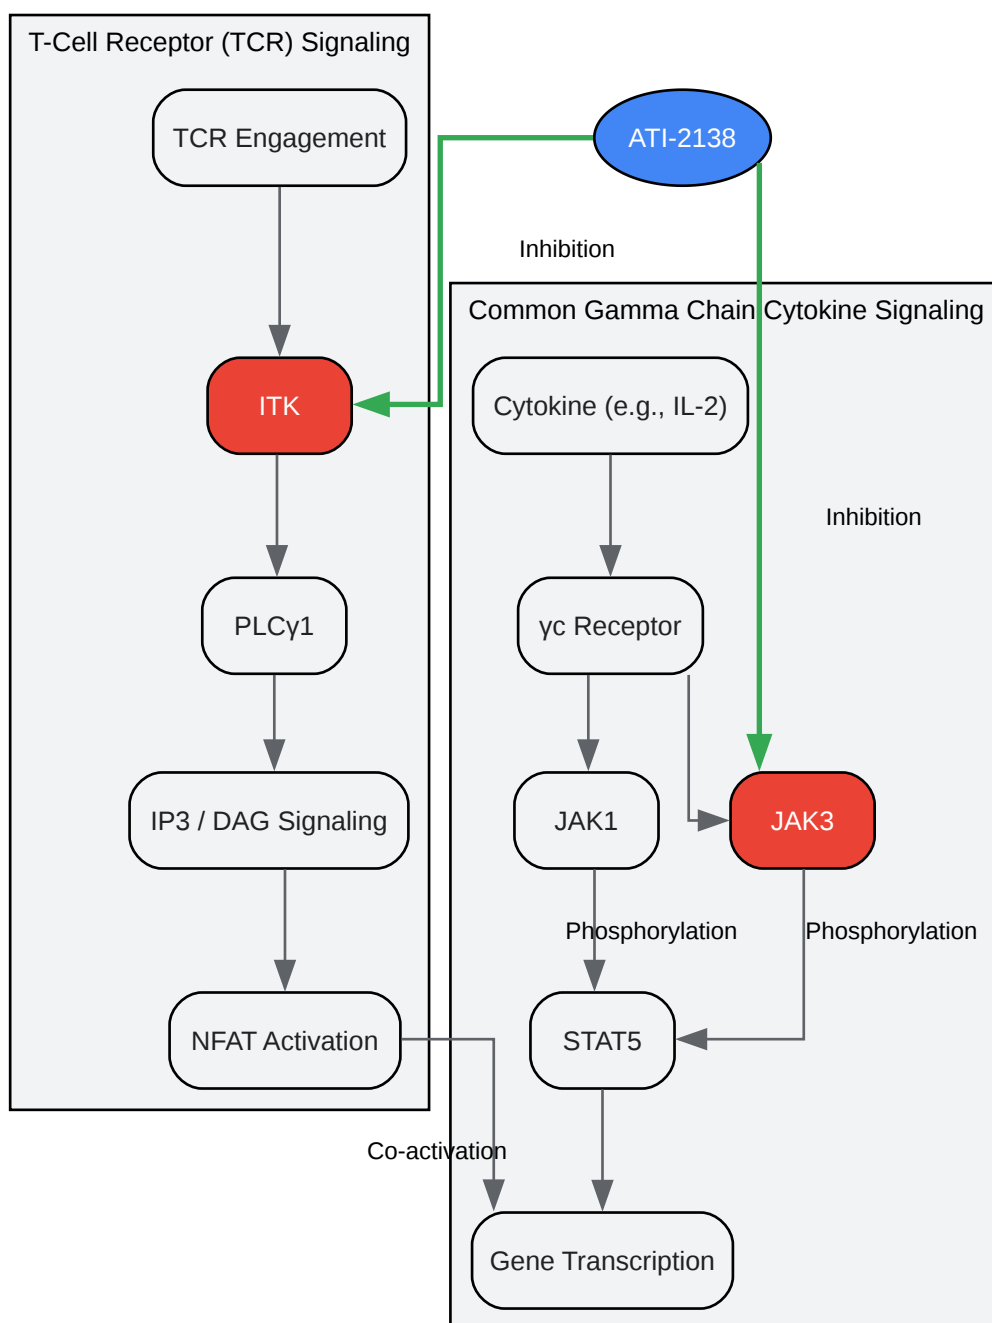 T-Cell Receptor (TCR) Signaling
TCR Engagement
ATI-2138
Inhibition
Common Gamma Chain Cytokine Signaling
ITK
Cytokine (e.g., IL-2)
Inhibition
PLCγ1
γc Receptor
IP3 / DAG Signaling
JAK1
JAK3
Phosphorylation
Phosphorylation
NFAT Activation
STAT5
Co-activation
Gene Transcription